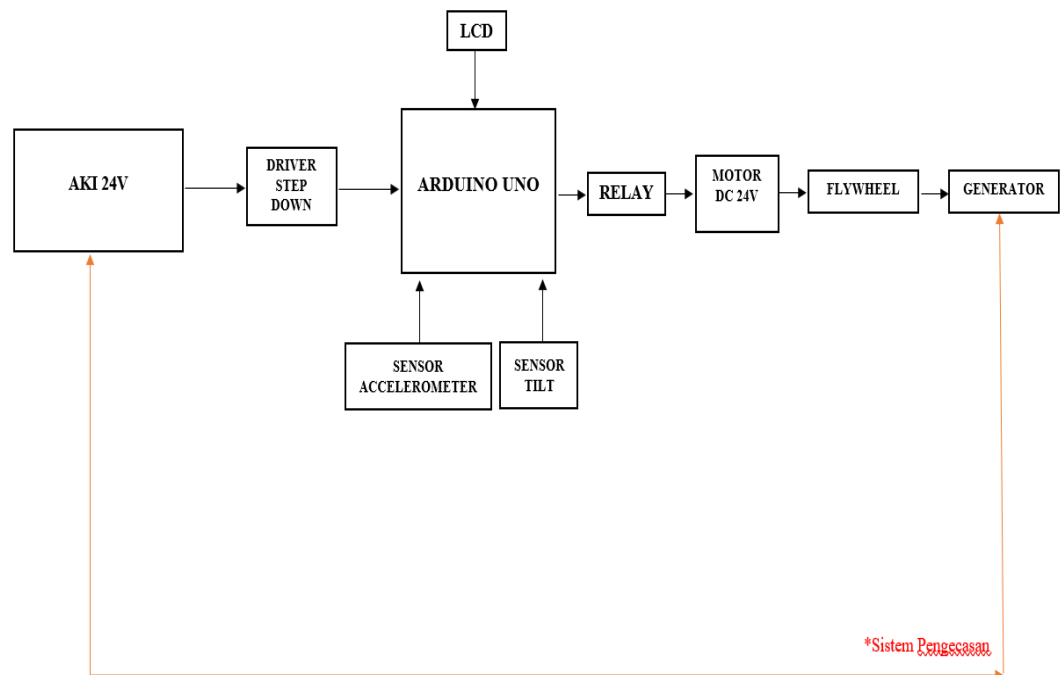 LCD
AKI 24V
DRIVER
STEP
DOWN
ARDUINO UNO
RELAY
MOTOR
DC 24V
FLYWHEEL
GENERATOR
SENSOR
ACCELEROMETER
SENSOR
TILT
*Sistem Pengecasan